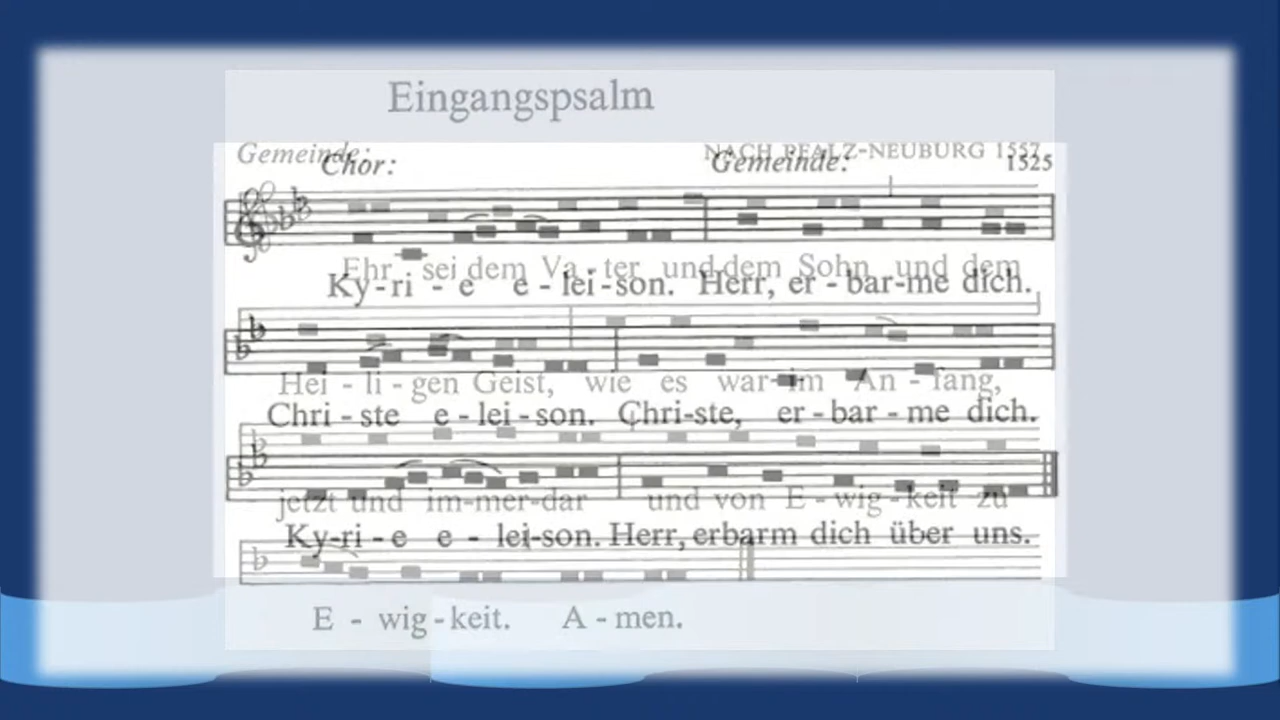 Eingangspsalm
Gemeinde: NACH PFALZ-NEUBURG 1557
Chor: Gemeinde: 1525
Ehr sei dem Va - ter und dem Sohn und dem
Ky - ri - e e - lei - son. Herr, er - bar-me dich.
Hei - li - gen Geist, wie es war im An - fang,
Chri - ste e - lei - son. Chri-ste, er - bar - me dich.
jetzt und im-mer-dar und von E - wig - keit zu
Ky-ri - e e - lei-son. Herr, erbarm dich über uns.
E - wig - keit. A - men.